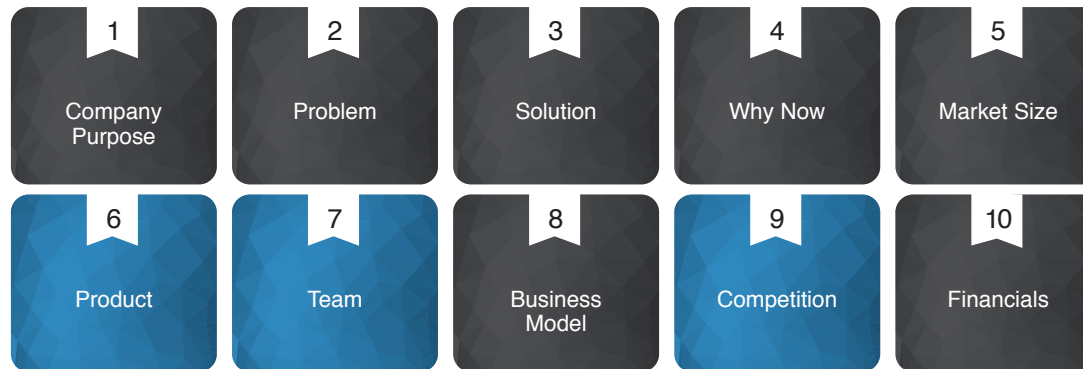 1
Company
Purpose
2
Problem
3
Solution
4
Why Now
5
Market Size
6
Product
7
Team
8
Business
Model
9
Competition
10
Financials